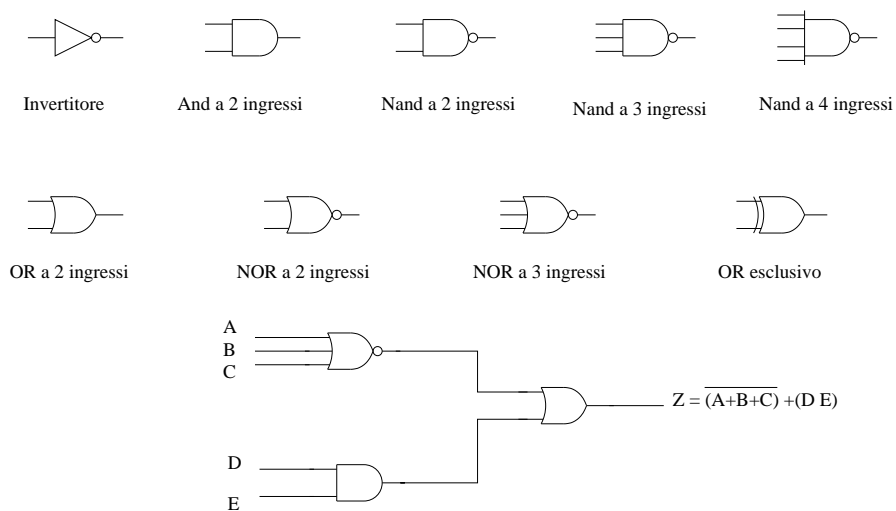 Invertitore
And a 2 ingressi
Nand a 2 ingressi
Nand a 3 ingressi
Nand a 4 ingressi
OR a 2 ingressi
NOR a 2 ingressi
NOR a 3 ingressi
OR esclusivo
A
B
C
Z = \overline{(A+B+C)} +(D E)
D
E